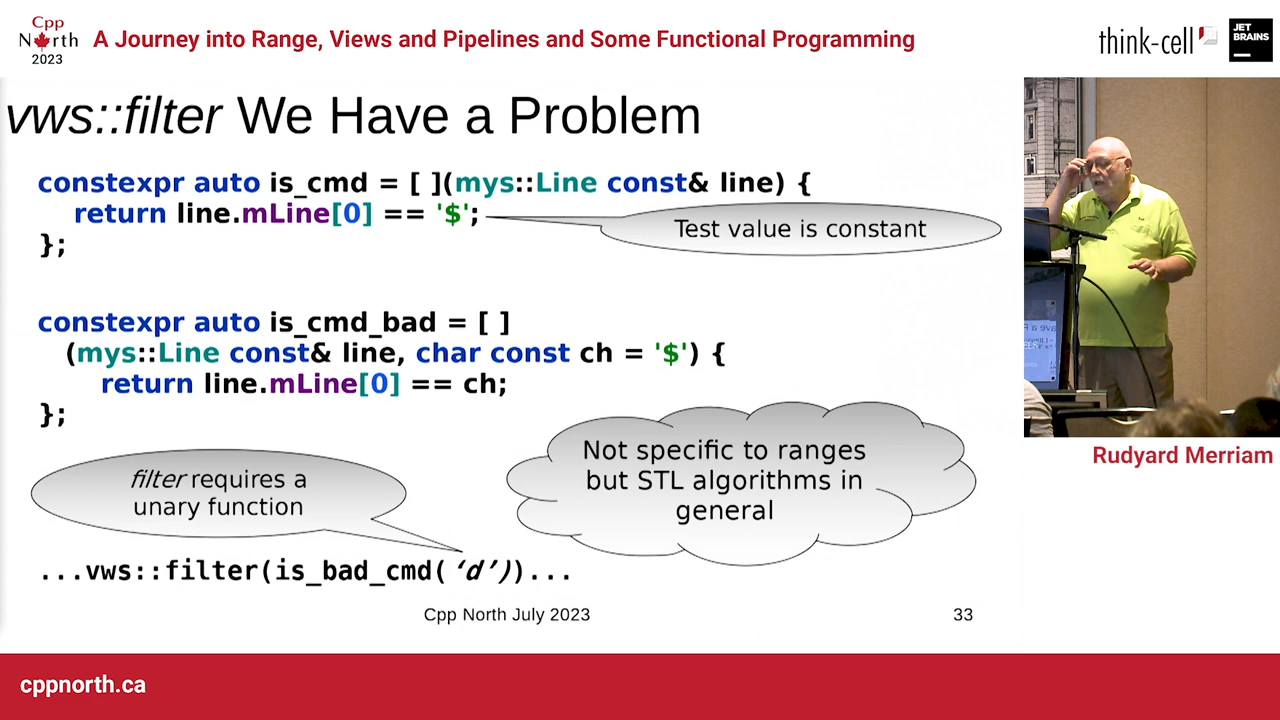 Cpp
North
2023
A Journey into Range, Views and Pipelines and Some Functional Programming
think-cell
JET
BRAINS
vws::filter We Have a Problem
constexpr auto is_cmd = [ ](mys::Line const& line) {
return line.mLine[0] == '$';
};
Test value is constant
constexpr auto is_cmd_bad = [ ]
(mys::Line const& line, char const ch = '$') {
return line.mLine[0] == ch;
};
filter requires a
unary function
Not specific to ranges
but STL algorithms in
general
...vws::filter(is_bad_cmd( ‘d’))...
Cpp North July 2023
33
Rudyard Merriam
cppnorth.ca